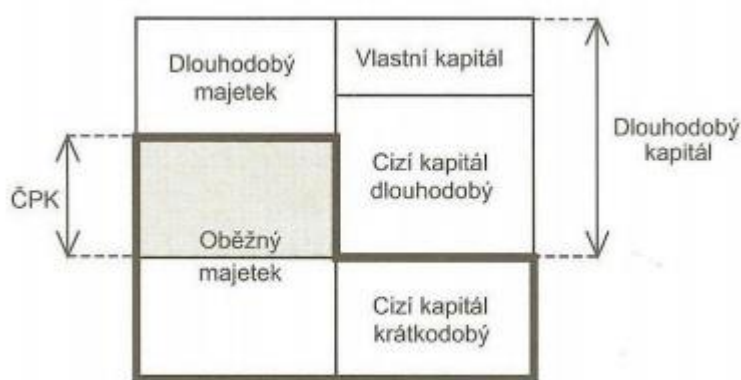 Dlouhodobý
majetek
Vlastní kapitál
Dlouhodobý
kapitál
Cizí kapitál
dlouhodobý
ČPK
Oběžný
majetek
Cizí kapitál
krátkodobý